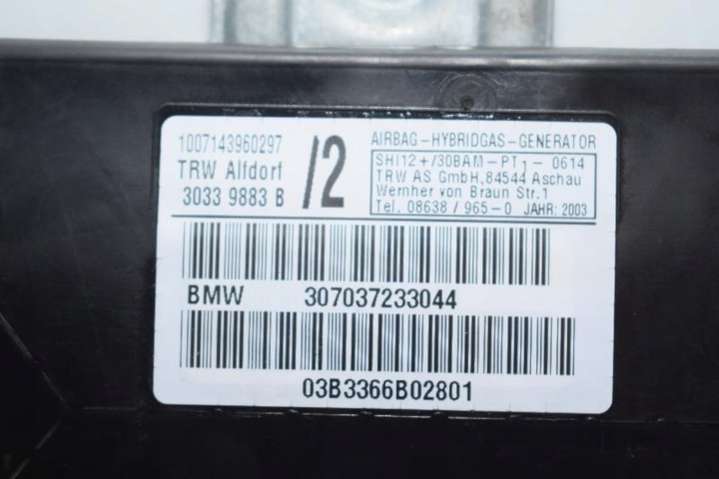 1007143960297
TRW Alfdorf
3033 9883 B
/2
AIRBAG-HYBRIDGAS-GENERATOR
SHI12+/30BAM-PT1-0614
TRW AS GmbH,84544 Aschau
Wernher von Braun Str.1
Tel. 08638 / 965-0 JAHR: 2003
BMW 307037233044
03B3366B02801